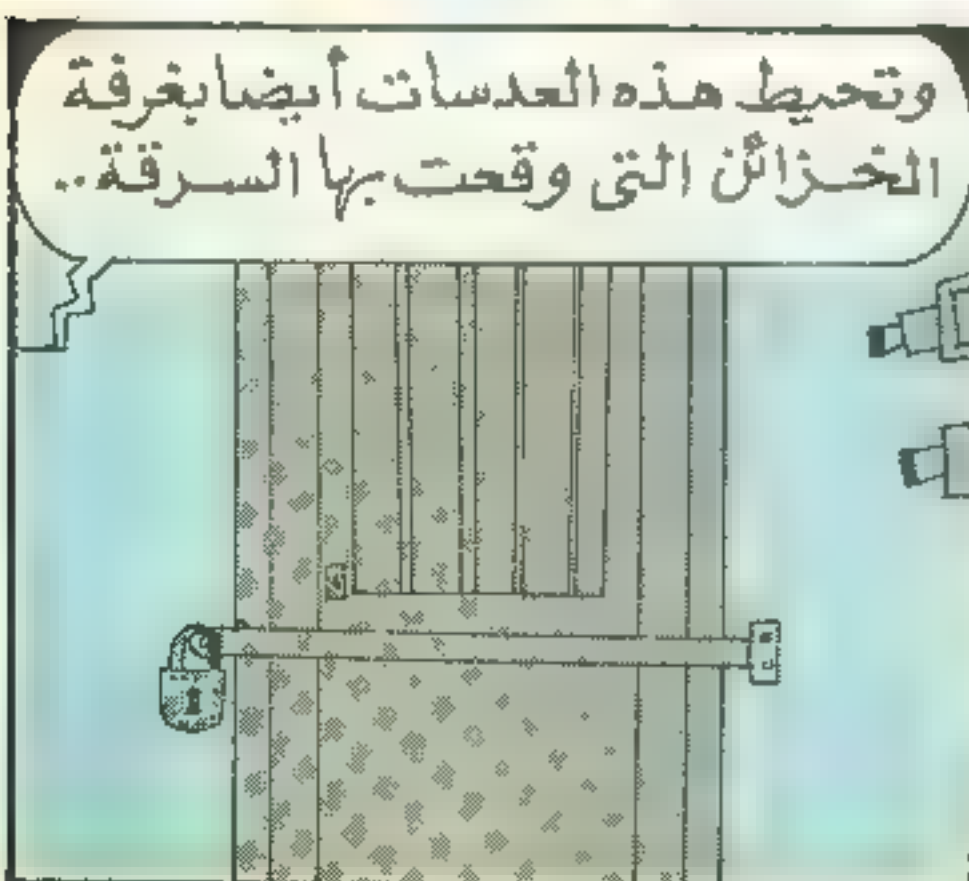 وتحيط هذه العدسات أيضا بغرفة
الخزائن التى وقعت بها السرقة..